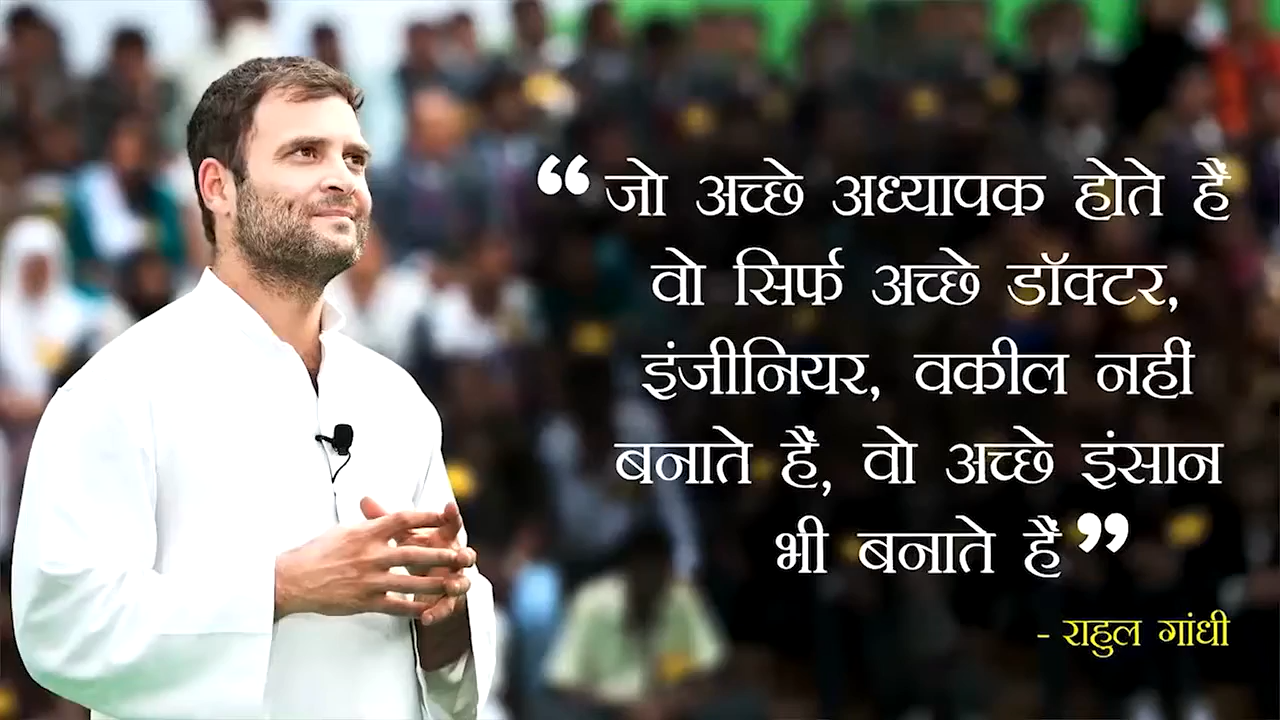 “जो अच्छे अध्यापक होते हैं
वो सिर्फ अच्छे डॉक्टर,
इंजीनियर, वकील नहीं
बनाते हैं, वो अच्छे इंसान
भी बनाते हैं”
- राहुल गांधी